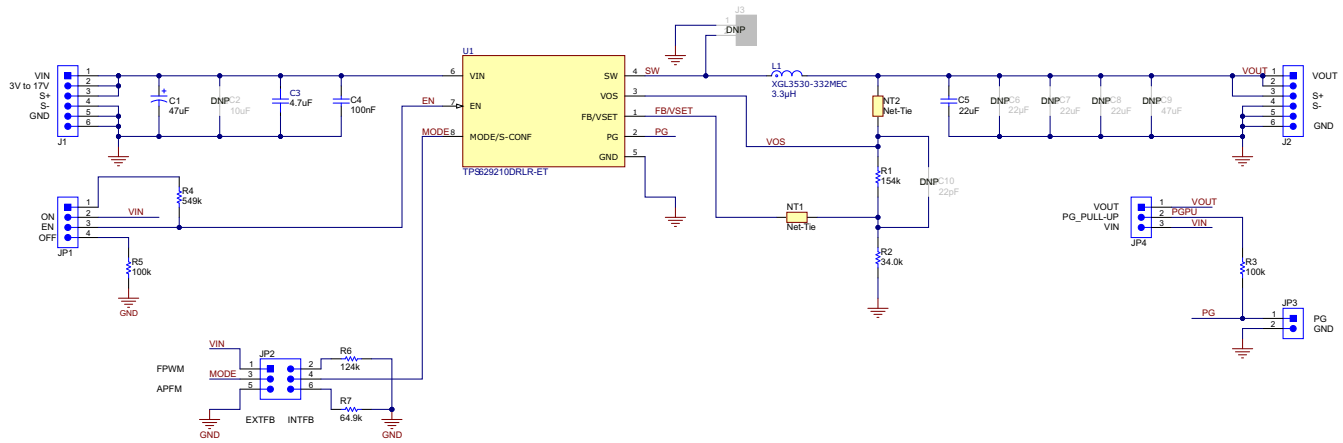 J3
1
DNP
U1
VIN
3V to 17V
S+
S-
GND
1
2
3
4
5
6
J1
C1
47uF
+
DNP C2
10uF
C3
4.7uF
C4
100nF
EN
MODE
6
7
8
VIN
EN
MODE/S-CONF
SW
VOS
FB/VSET
PG
GND
4
3
1
2
5
TPS629210DRLR-ET
SW
FB/VSET
PG
VOS
L1
XGL3530-332MEC
3.3μH
NT2
Net-Tie
C5
22uF
DNP C6
22μF
DNP C7
22uF
DNP C8
22uF
DNP C9
47uF
VOUT
1
2
3
4
5
6
VOUT
S+
S-
GND
J2
R1
154k
DNP C10
22pF
NT1
Net-Tie
R2
34.0k
ON
EN
OFF
1
2
3
4
JP1
VIN
R4
549k
R5
100k
GND
VOUT
PG_PULL-UP
VIN
1
2
3
JP4
VOUT
PGPU
VIN
R3
100k
PG
JP3
1
2
PG
GND
VIN
FPWM
MODE
APFM
JP2
1
3
5
2
4
6
R6
124k
R7
64.9k
EXTFB INTFB
GND
GND